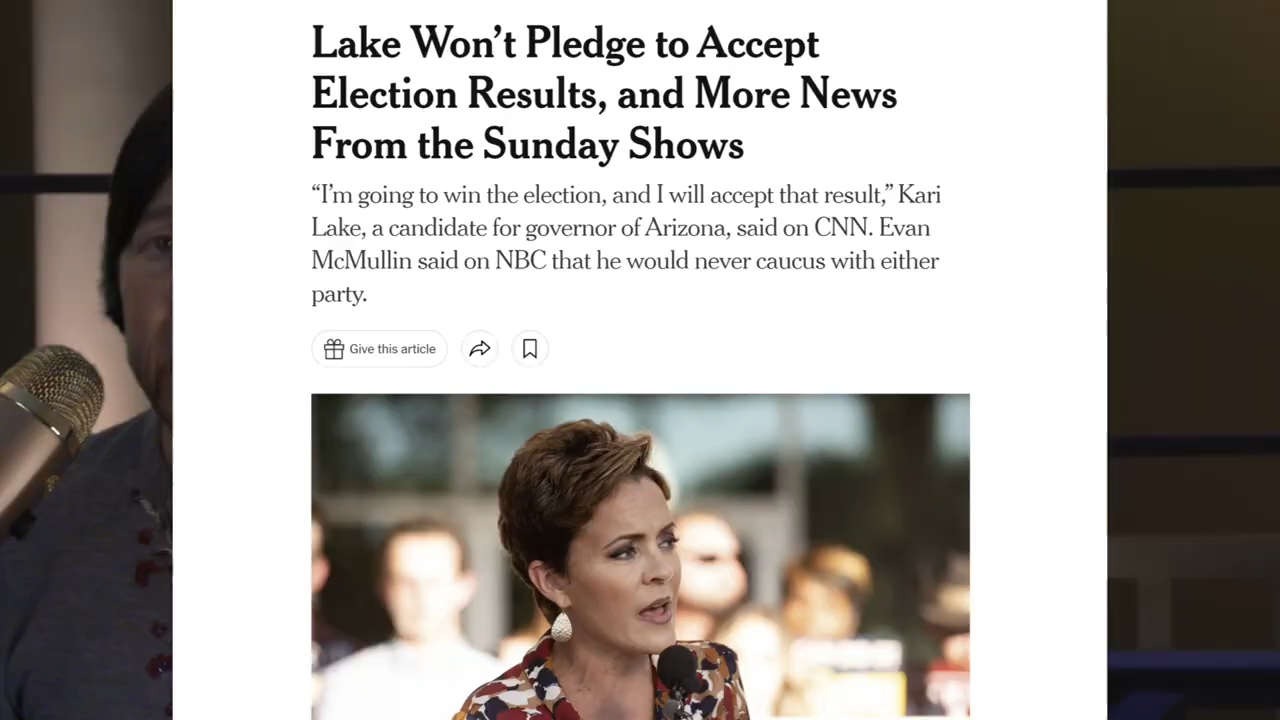 Lake Won’t Pledge to Accept
Election Results, and More News
From the Sunday Shows
“I’m going to win the election, and I will accept that result,” Kari
Lake, a candidate for governor of Arizona, said on CNN. Evan
McMullin said on NBC that he would never caucus with either
party.
Give this article